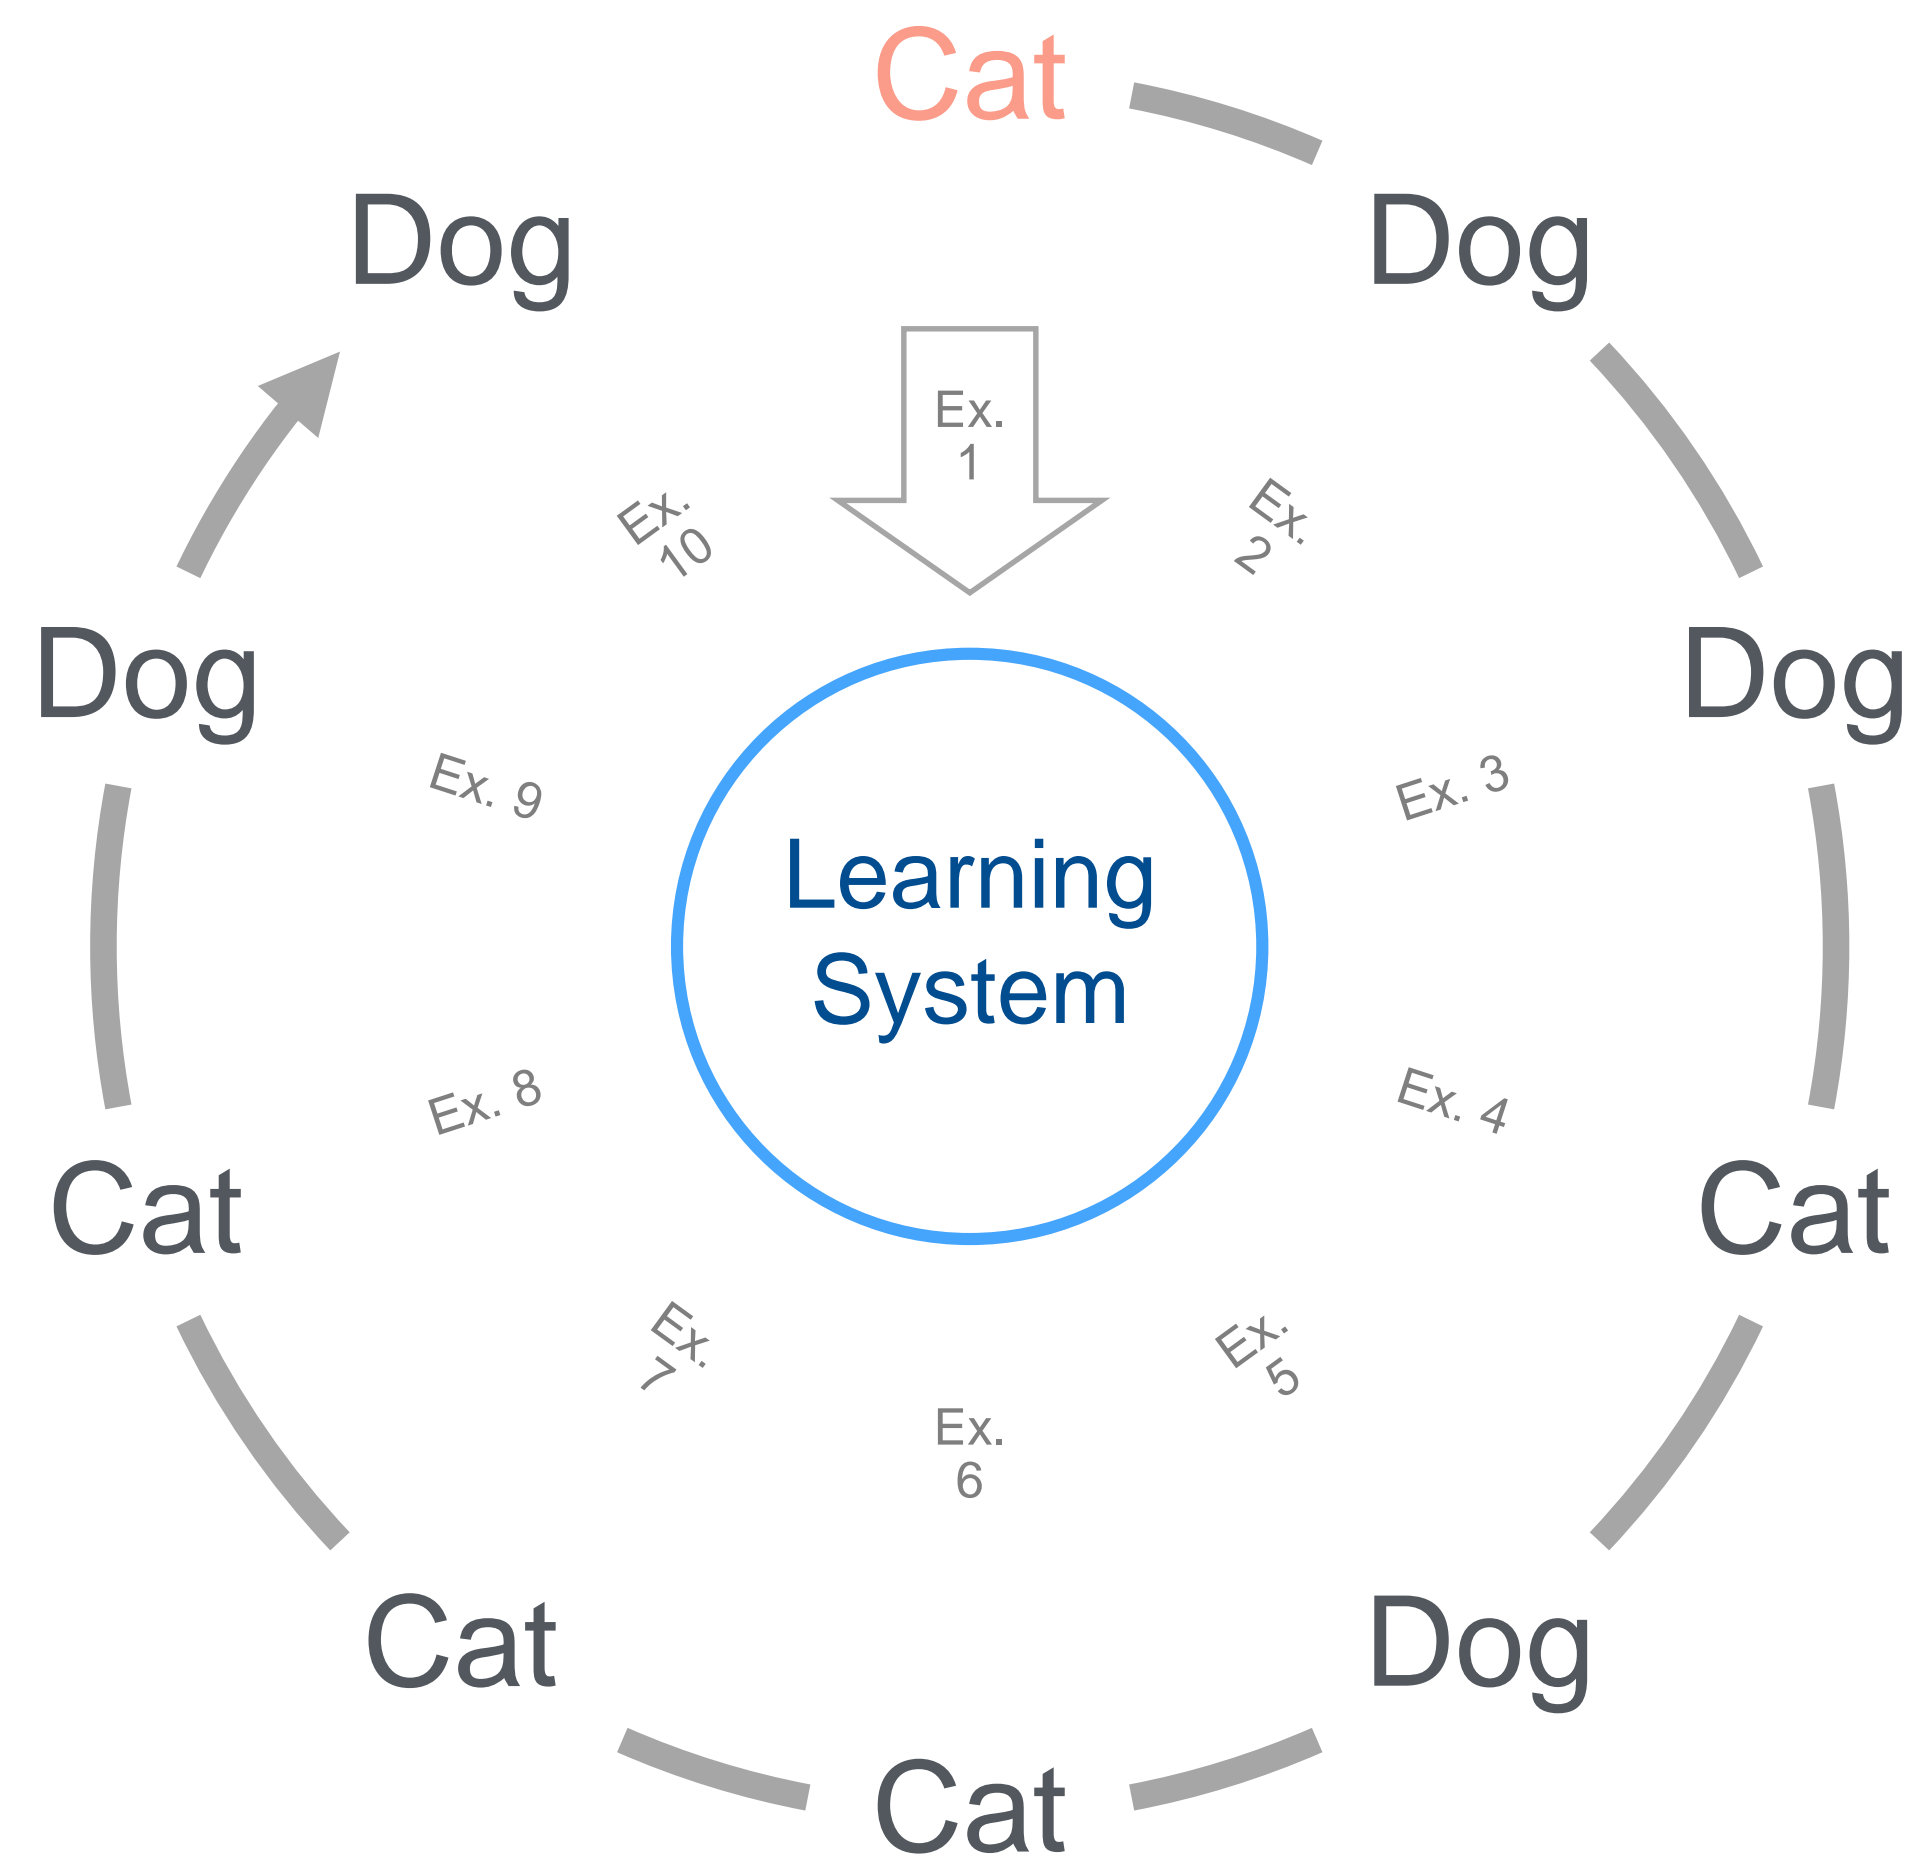 Cat
Dog
Dog
Ex.
1
Ex.
2
Ex.
10
Dog
Dog
Ex. 9
Ex. 3
Learning
System
Ex. 8
Ex. 4
Cat
Cat
Ex.
7
Ex.
5
Ex.
6
Cat
Dog
Cat